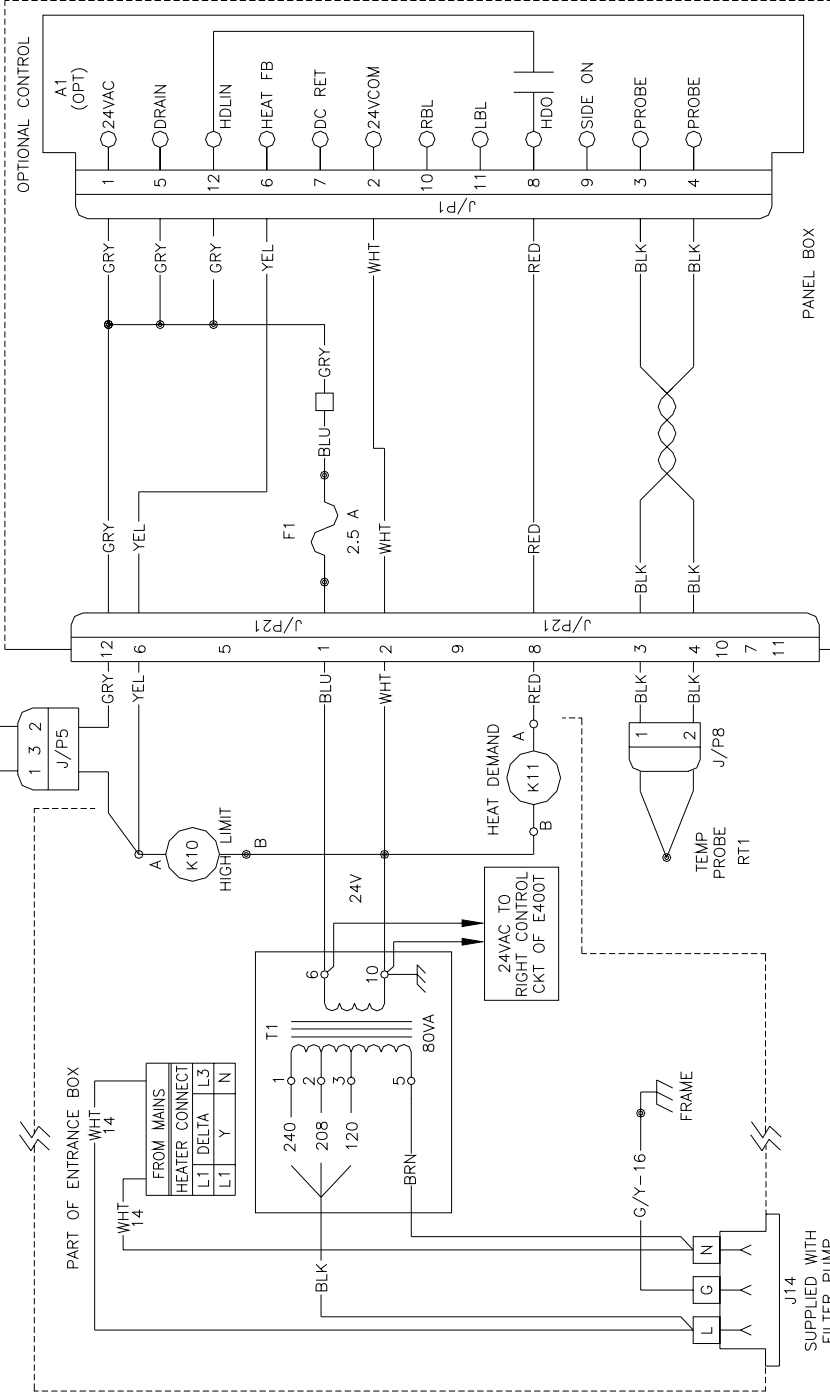 OPTIONAL CONTROL
A1
(OPT)
24VAC
DRAIN
HDLIN
HEAT FB
DC RET
24VCOM
RBL
LBL
HDO
SIDE ON
PROBE
PROBE
1
5
12
6
7
2
10
11
8
9
3
4
J/P1
GRY
GRY
GRY
YEL
WHT
RED
BLK
BLK
PANEL BOX
GRY
BLU
F1
2.5 A
GRY
YEL
WHT
RED
BLK
BLK
J/P21
J/P21
12
6
5
1
2
9
8
3
4
10
7
11
GRY
YEL
BLU
WHT
RED
BLK
BLK
1 3 2
J/P5
A
K10
HIGH LIMIT
B
HEAT DEMAND
A
K11
B
1
2
J/P8
TEMP
PROBE
RT1
24V
24VAC TO
RIGHT CONTROL
CKT OF E400T
6
10
T1
80VA
1
2
3
5
240
208
120
BRN
BLK
PART OF ENTRANCE BOX
WHT
14
WHT
14
FROM MAINS
HEATER CONNECT
L1 DELTA L3
L1 Y N
G/Y-16
FRAME
L
G
N
J14
SUPPLIED WITH
FILTER PUMP